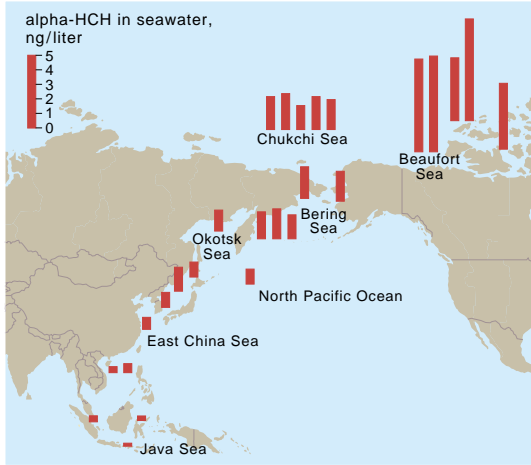 alpha-HCH in seawater,
ng/liter
5
4
3
2
1
0
Chukchi Sea
Beaufort
Sea
Bering
Sea
Okotsk
Sea
North Pacific Ocean
East China Sea
Java Sea